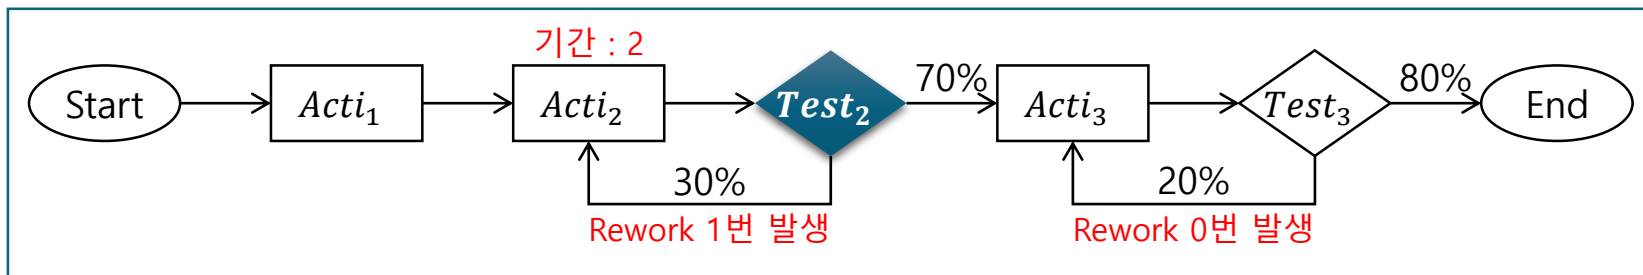 기간 : 2
Start
Acti₁
Acti₂
Test₂
70%
Acti₃
Test₃
80%
End
30%
20%
Rework 1번 발생
Rework 0번 발생